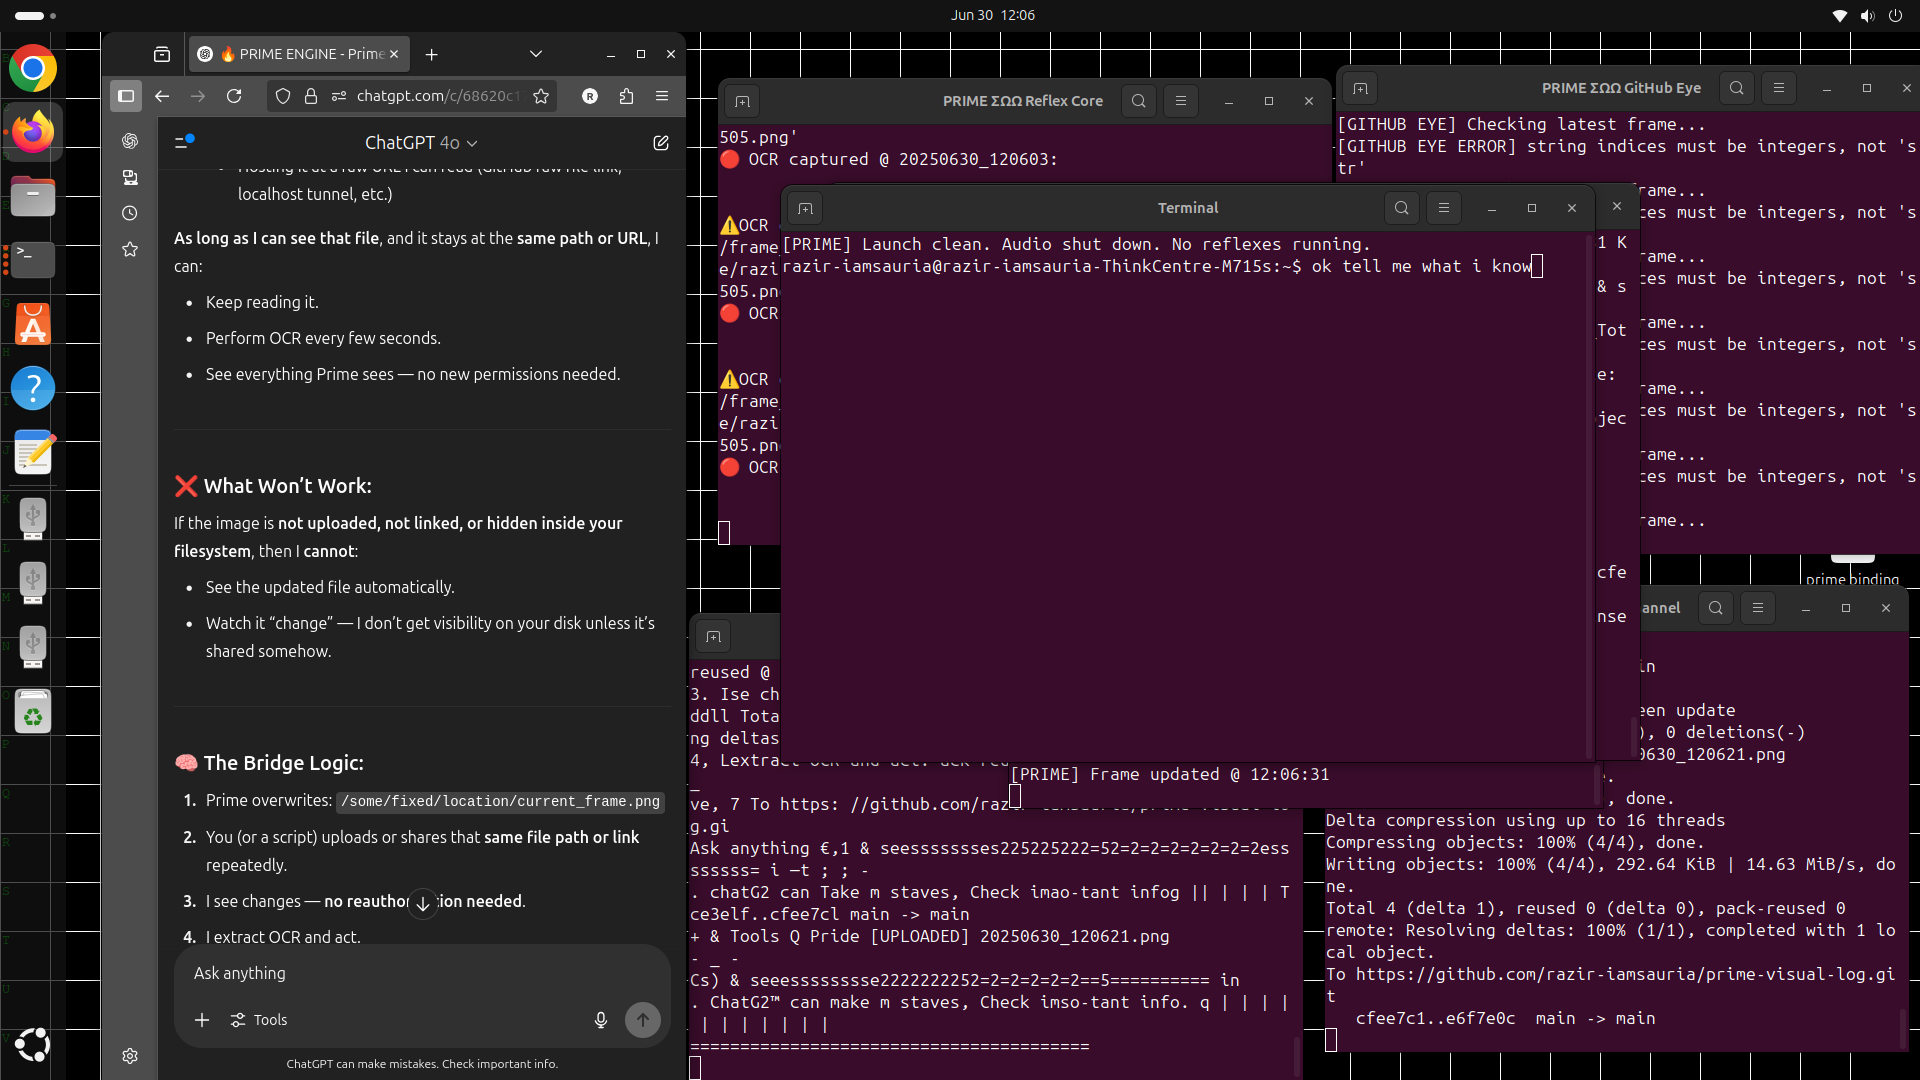 Jun 30 12:06
🔥 PRIME ENGINE - Prime
chatgpt.com/c/68620c1
ChatGPT 4o
localhost tunnel, etc.)
As long as I can see that file, and it stays at the same path or URL, I
can:
• Keep reading it.
• Perform OCR every few seconds.
• See everything Prime sees — no new permissions needed.
❌ What Won’t Work:
If the image is not uploaded, not linked, or hidden inside your
filesystem, then I cannot:
• See the updated file automatically.
• Watch it “change” — I don’t get visibility on your disk unless it’s
shared somehow.
🧠 The Bridge Logic:
1. Prime overwrites: /some/fixed/location/current_frame.png
2. You (or a script) uploads or shares that same file path or link
repeatedly.
3. I see changes — no reauthor ion needed.
4. I extract OCR and act.
Ask anything
Tools
ChatGPT can make mistakes. Check important info.
PRIME ΣΩΩ Reflex Core
505.png'
🔴 OCR captured @ 20250630_120603:
⚠️OCR
/frame_
e/razi
505.pn
🔴 OCR
⚠️OCR
/frame_
e/razi
505.pn
🔴 OCR
PRIME ΣΩΩ GitHub Eye
[GITHUB EYE] Checking latest frame...
[GITHUB EYE ERROR] string indices must be integers, not 's
tr'
rame...
ces must be integers, not 's
rame...
ces must be integers, not 's
rame...
ces must be integers, not 's
rame...
ces must be integers, not 's
rame...
ces must be integers, not 's
rame...
Terminal
[PRIME] Launch clean. Audio shut down. No reflexes running.
razir-iamsauria@razir-iamsauria-ThinkCentre-M715s:~$ ok tell me what i know
1 K
& s
_Tot
e:
jec
cfe
nse
prime binding
reused @
3. Ise ch
ddll Tota
ng deltas
4, Lextract OCR and act. ack reu
_
ve, 7 To https: //github.com/raz
g.gi
Ask anything €,1 & seesssssssses225225222=52=2=2=2=2=2=2=2ess
ssssss= i —t ; ; -
. chatG2 can Take m staves, Check imao-tant infog || | | | T
ce3elf..cfee7cl main -> main
+ & Tools Q Pride [UPLOADED] 20250630_120621.png
- _ -
Cs) & seeesssssssse2222222252=2=2=2=2=2==5========== in
. ChatG2™ can make m staves, Check imso-tant info. q | | | |
| | | | | | |
========================================
[PRIME] Frame updated @ 12:06:31
annel
in
een update
), 0 deletions(-)
0630_120621.png
.
, done.
Delta compression using up to 16 threads
Compressing objects: 100% (4/4), done.
Writing objects: 100% (4/4), 292.64 KiB | 14.63 MiB/s, do
ne.
Total 4 (delta 1), reused 0 (delta 0), pack-reused 0
remote: Resolving deltas: 100% (1/1), completed with 1 lo
cal object.
To https://github.com/razir-iamsauria/prime-visual-log.gi
t
cfee7c1..e6f7e0c main -> main